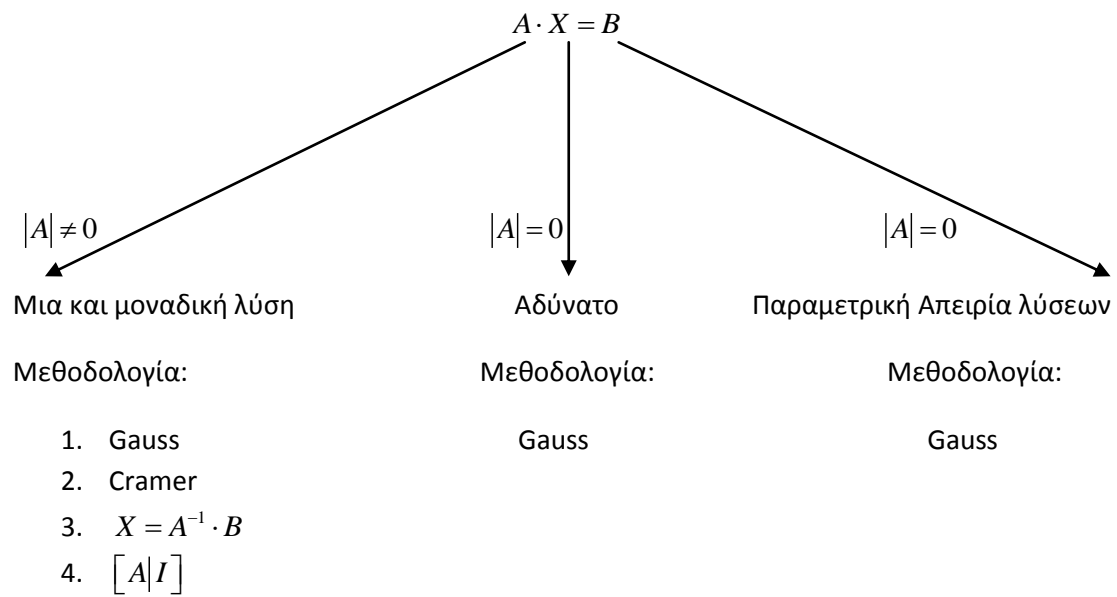 A · X = B
|A| ≠ 0 |A| = 0 |A| = 0
Μια και μοναδική λύση Αδύνατο Παραμετρική Απειρία λύσεων
Μεθοδολογία: Μεθοδολογία: Μεθοδολογία:
1. Gauss Gauss Gauss
2. Cramer
3. X = A⁻¹ · B
4. [A|I]